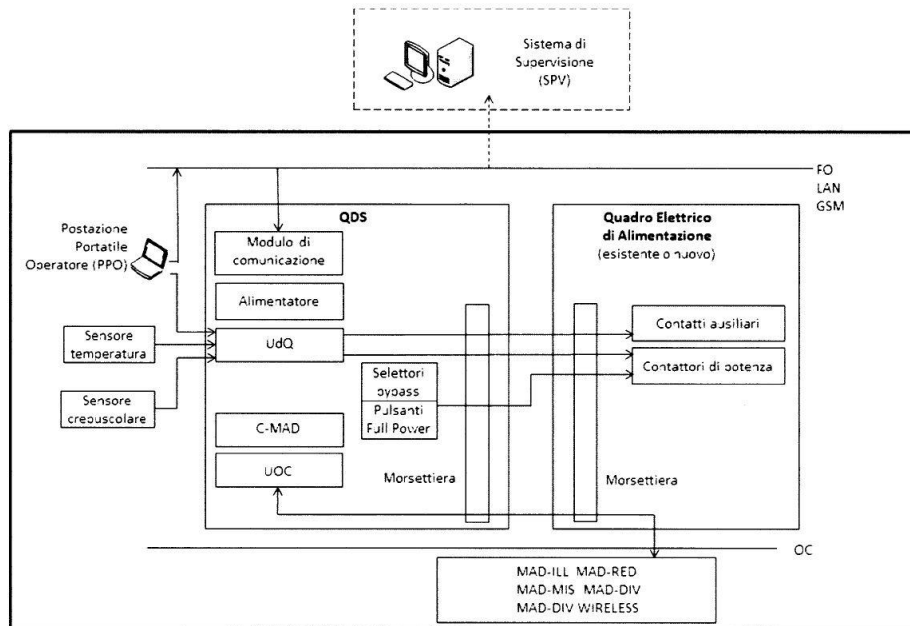 Sistema di
Supervisione
(SPV)
FO
LAN
GSM
QDS
Quadro Elettrico
di Alimentazione
(esistente o nuovo)
Postazione
Portatile
Operatore (PPO)
Modulo di
comunicazione
Alimentatore
UdQ
Contatti ausiliari
Contattori di potenza
Sensore
temperatura
Sensore
crepuscolare
Selettori
bypass
Pulsanti
Full Power
C-MAD
UOC
Morsettiera
Morsettiera
OC
MAD-ILL MAD-RED
MAD-MIS MAD-DIV
MAD-DIV WIRELESS